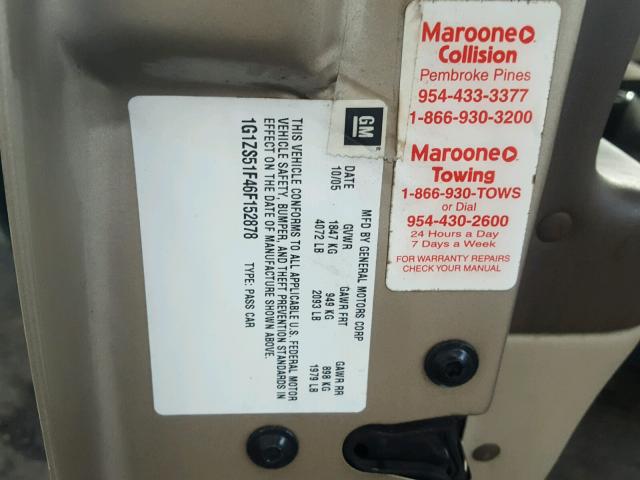 GM
MFD BY GENERAL MOTORS CORP
DATE GVWR GAWR FRT GAWR RR
10/05 1847 KG 949 KG 898 KG
4072 LB 2093 LB 1979 LB
THIS VEHICLE CONFORMS TO ALL APPLICABLE U.S. FEDERAL MOTOR
VEHICLE SAFETY, BUMPER, AND THEFT PREVENTION STANDARDS IN
EFFECT ON THE DATE OF MANUFACTURE SHOWN ABOVE.
1G1ZS51F46F152878 TYPE: PASS CAR
Maroone
Collision
Pembroke Pines
954-433-3377
1-866-930-3200
Maroone
Towing
1-866-930-TOWS
or Dial
954-430-2600
24 Hours a Day
7 Days a Week
FOR WARRANTY REPAIRS
CHECK YOUR MANUAL